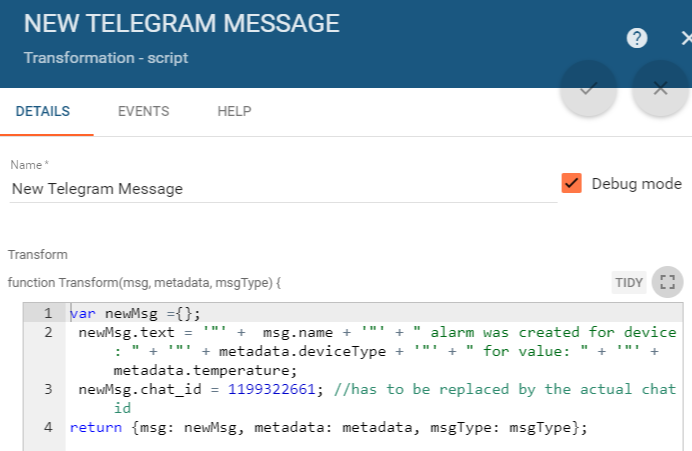 NEW TELEGRAM MESSAGE
Transformation - script
DETAILS EVENTS HELP
Name *
New Telegram Message
Debug mode
Transform
function Transform(msg, metadata, msgType) {
TIDY
1 var newMsg ={};
2 newMsg.text = '"' + msg.name + '"' + " alarm was created for device
: " + '"' + metadata.deviceType + '"' + " for value: " + '"' +
metadata.temperature;
3 newMsg.chat_id = 1199322661; //has to be replaced by the actual chat
id
4 return {msg: newMsg, metadata: metadata, msgType: msgType};